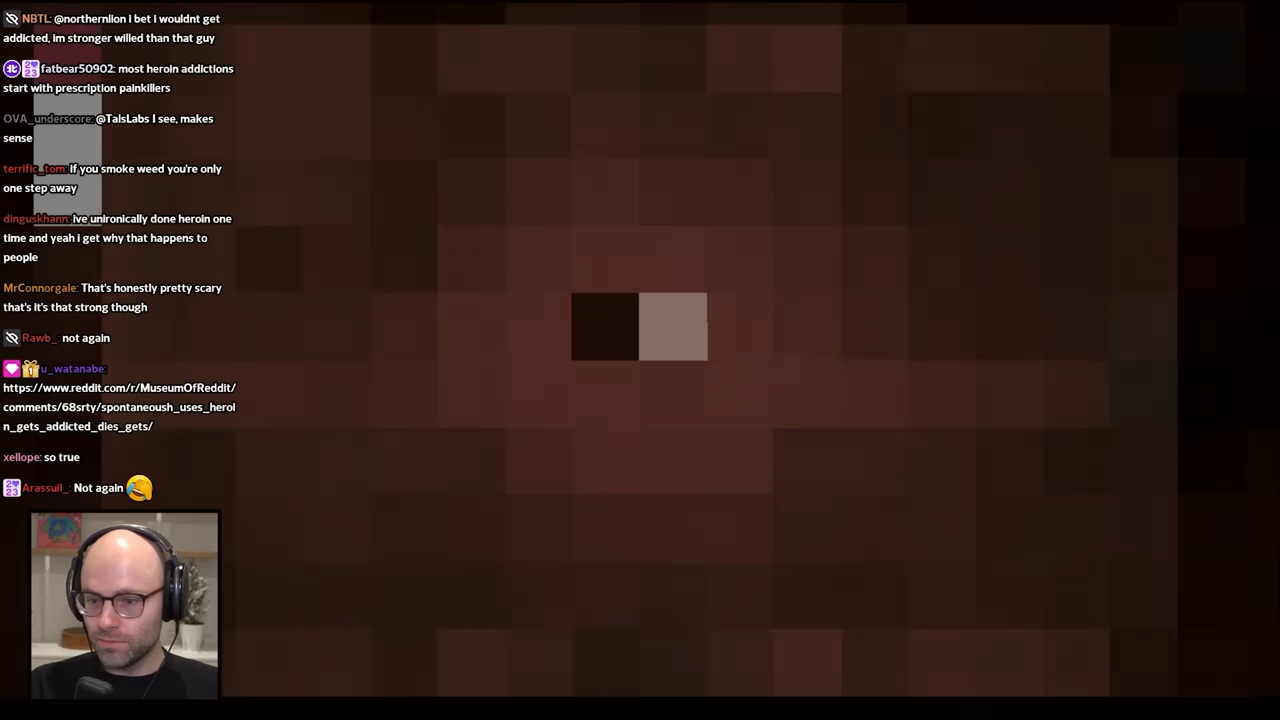 NBTL: @northernlion i bet i wouldnt get
addicted, im stronger willed than that guy
fatbear50902: most heroin addictions
start with prescription painkillers
OVA_underscore: @TalsLabs I see, makes
sense
terrific_tom: if you smoke weed you're only
one step away
dinguskhann: ive unironically done heroin one
time and yeah i get why that happens to
people
MrConnorgale: That's honestly pretty scary
that's it's that strong though
Rawb_: not again
u_watanabe:
https://www.reddit.com/r/MuseumOfReddit/
comments/68srty/spontaneoush_uses_heroi
n_gets_addicted_dies_gets/
xellope: so true
Arassuil_: Not again